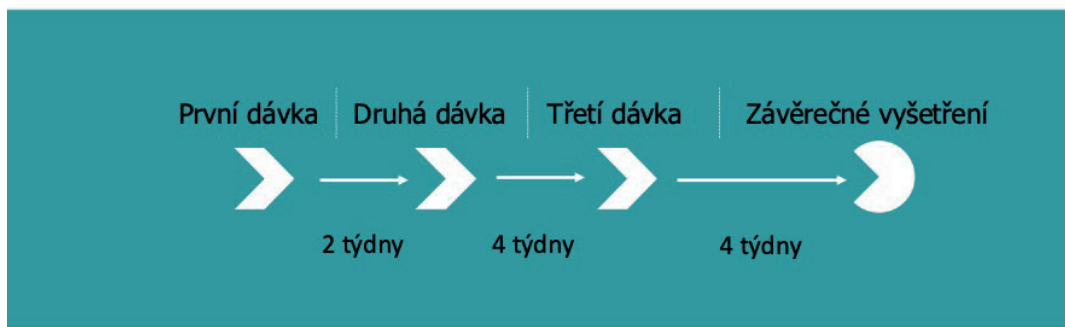 První dávka Druhá dávka Třetí dávka Závěrečné vyšetření
2 týdny 4 týdny 4 týdny